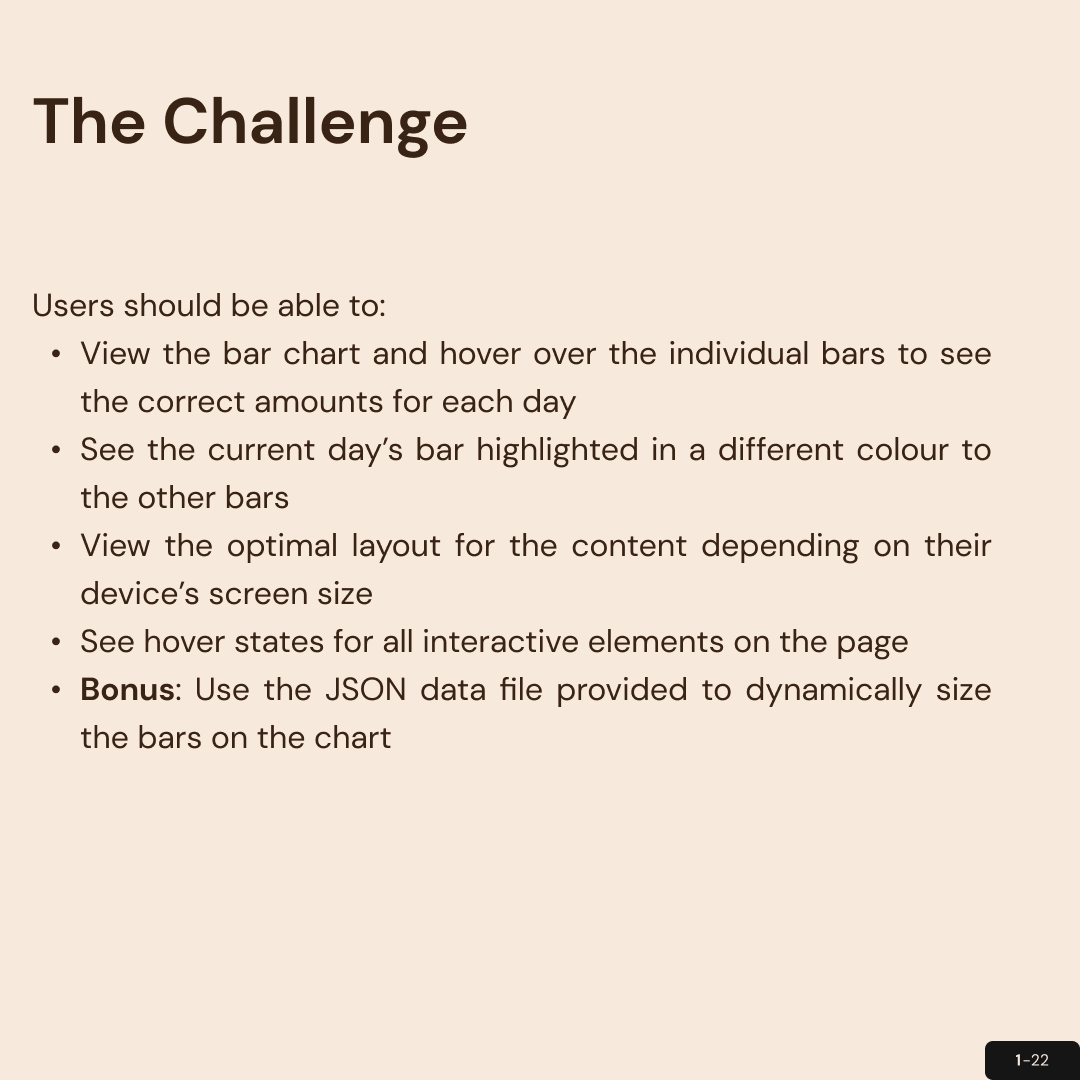 The Challenge
Users should be able to:
• View the bar chart and hover over the individual bars to see
the correct amounts for each day
• See the current day’s bar highlighted in a different colour to
the other bars
• View the optimal layout for the content depending on their
device’s screen size
• See hover states for all interactive elements on the page
• Bonus: Use the JSON data file provided to dynamically size
the bars on the chart
1-22